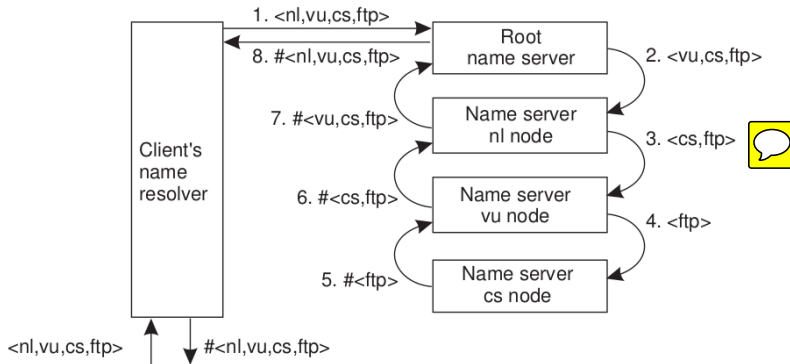 1. <nl,vu,cs,ftp>
8. #<nl,vu,cs,ftp>
Root
name server
2. <vu,cs,ftp>
7. #<vu,cs,ftp>
Name server
nl node
3. <cs,ftp>
Client's
name
resolver
6. #<cs,ftp>
Name server
vu node
4. <ftp>
5. #<ftp>
Name server
cs node
<nl,vu,cs,ftp>
#<nl,vu,cs,ftp>